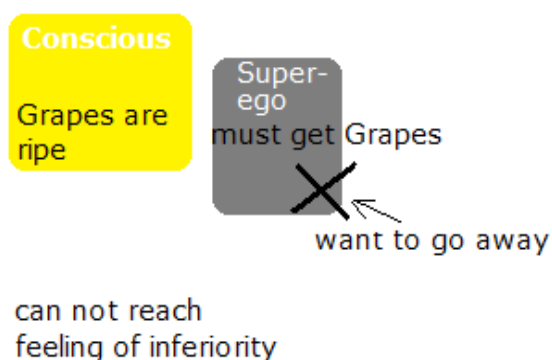 Conscious
Grapes are
ripe
Super-
ego
must get Grapes
want to go away
can not reach
feeling of inferiority